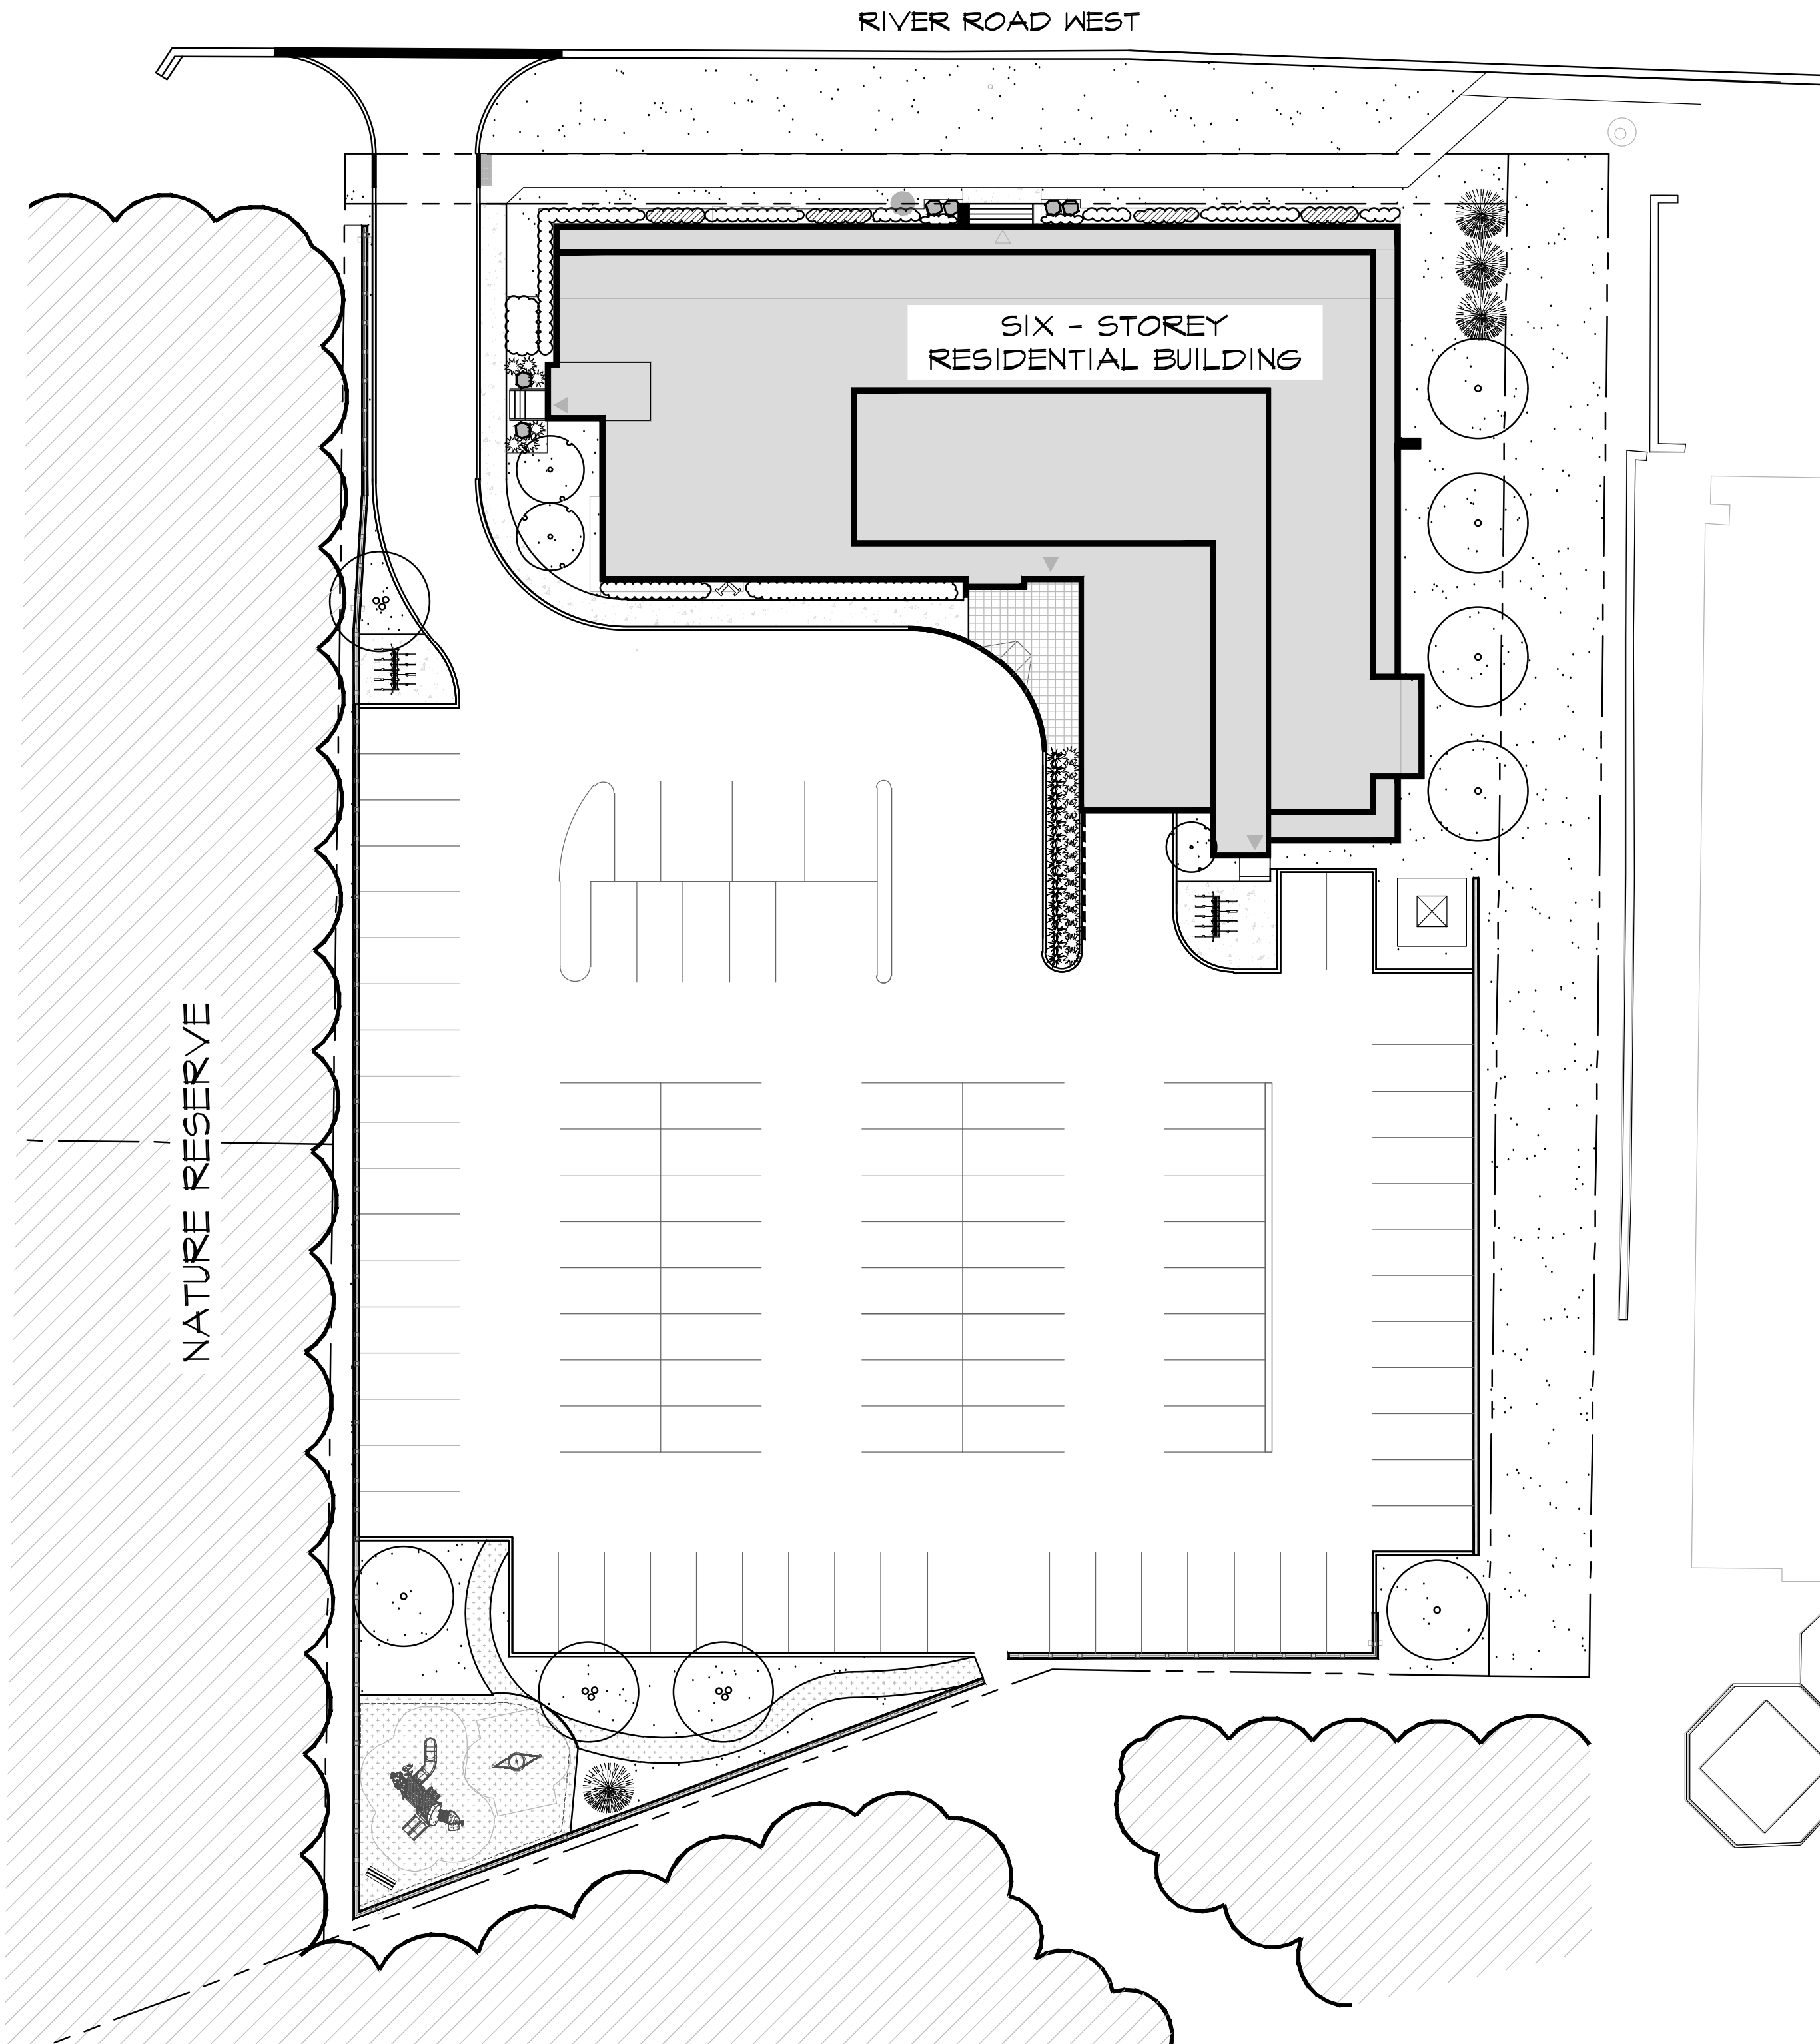 RIVER ROAD WEST
SIX - STOREY
RESIDENTIAL BUILDING
NATURE RESERVE